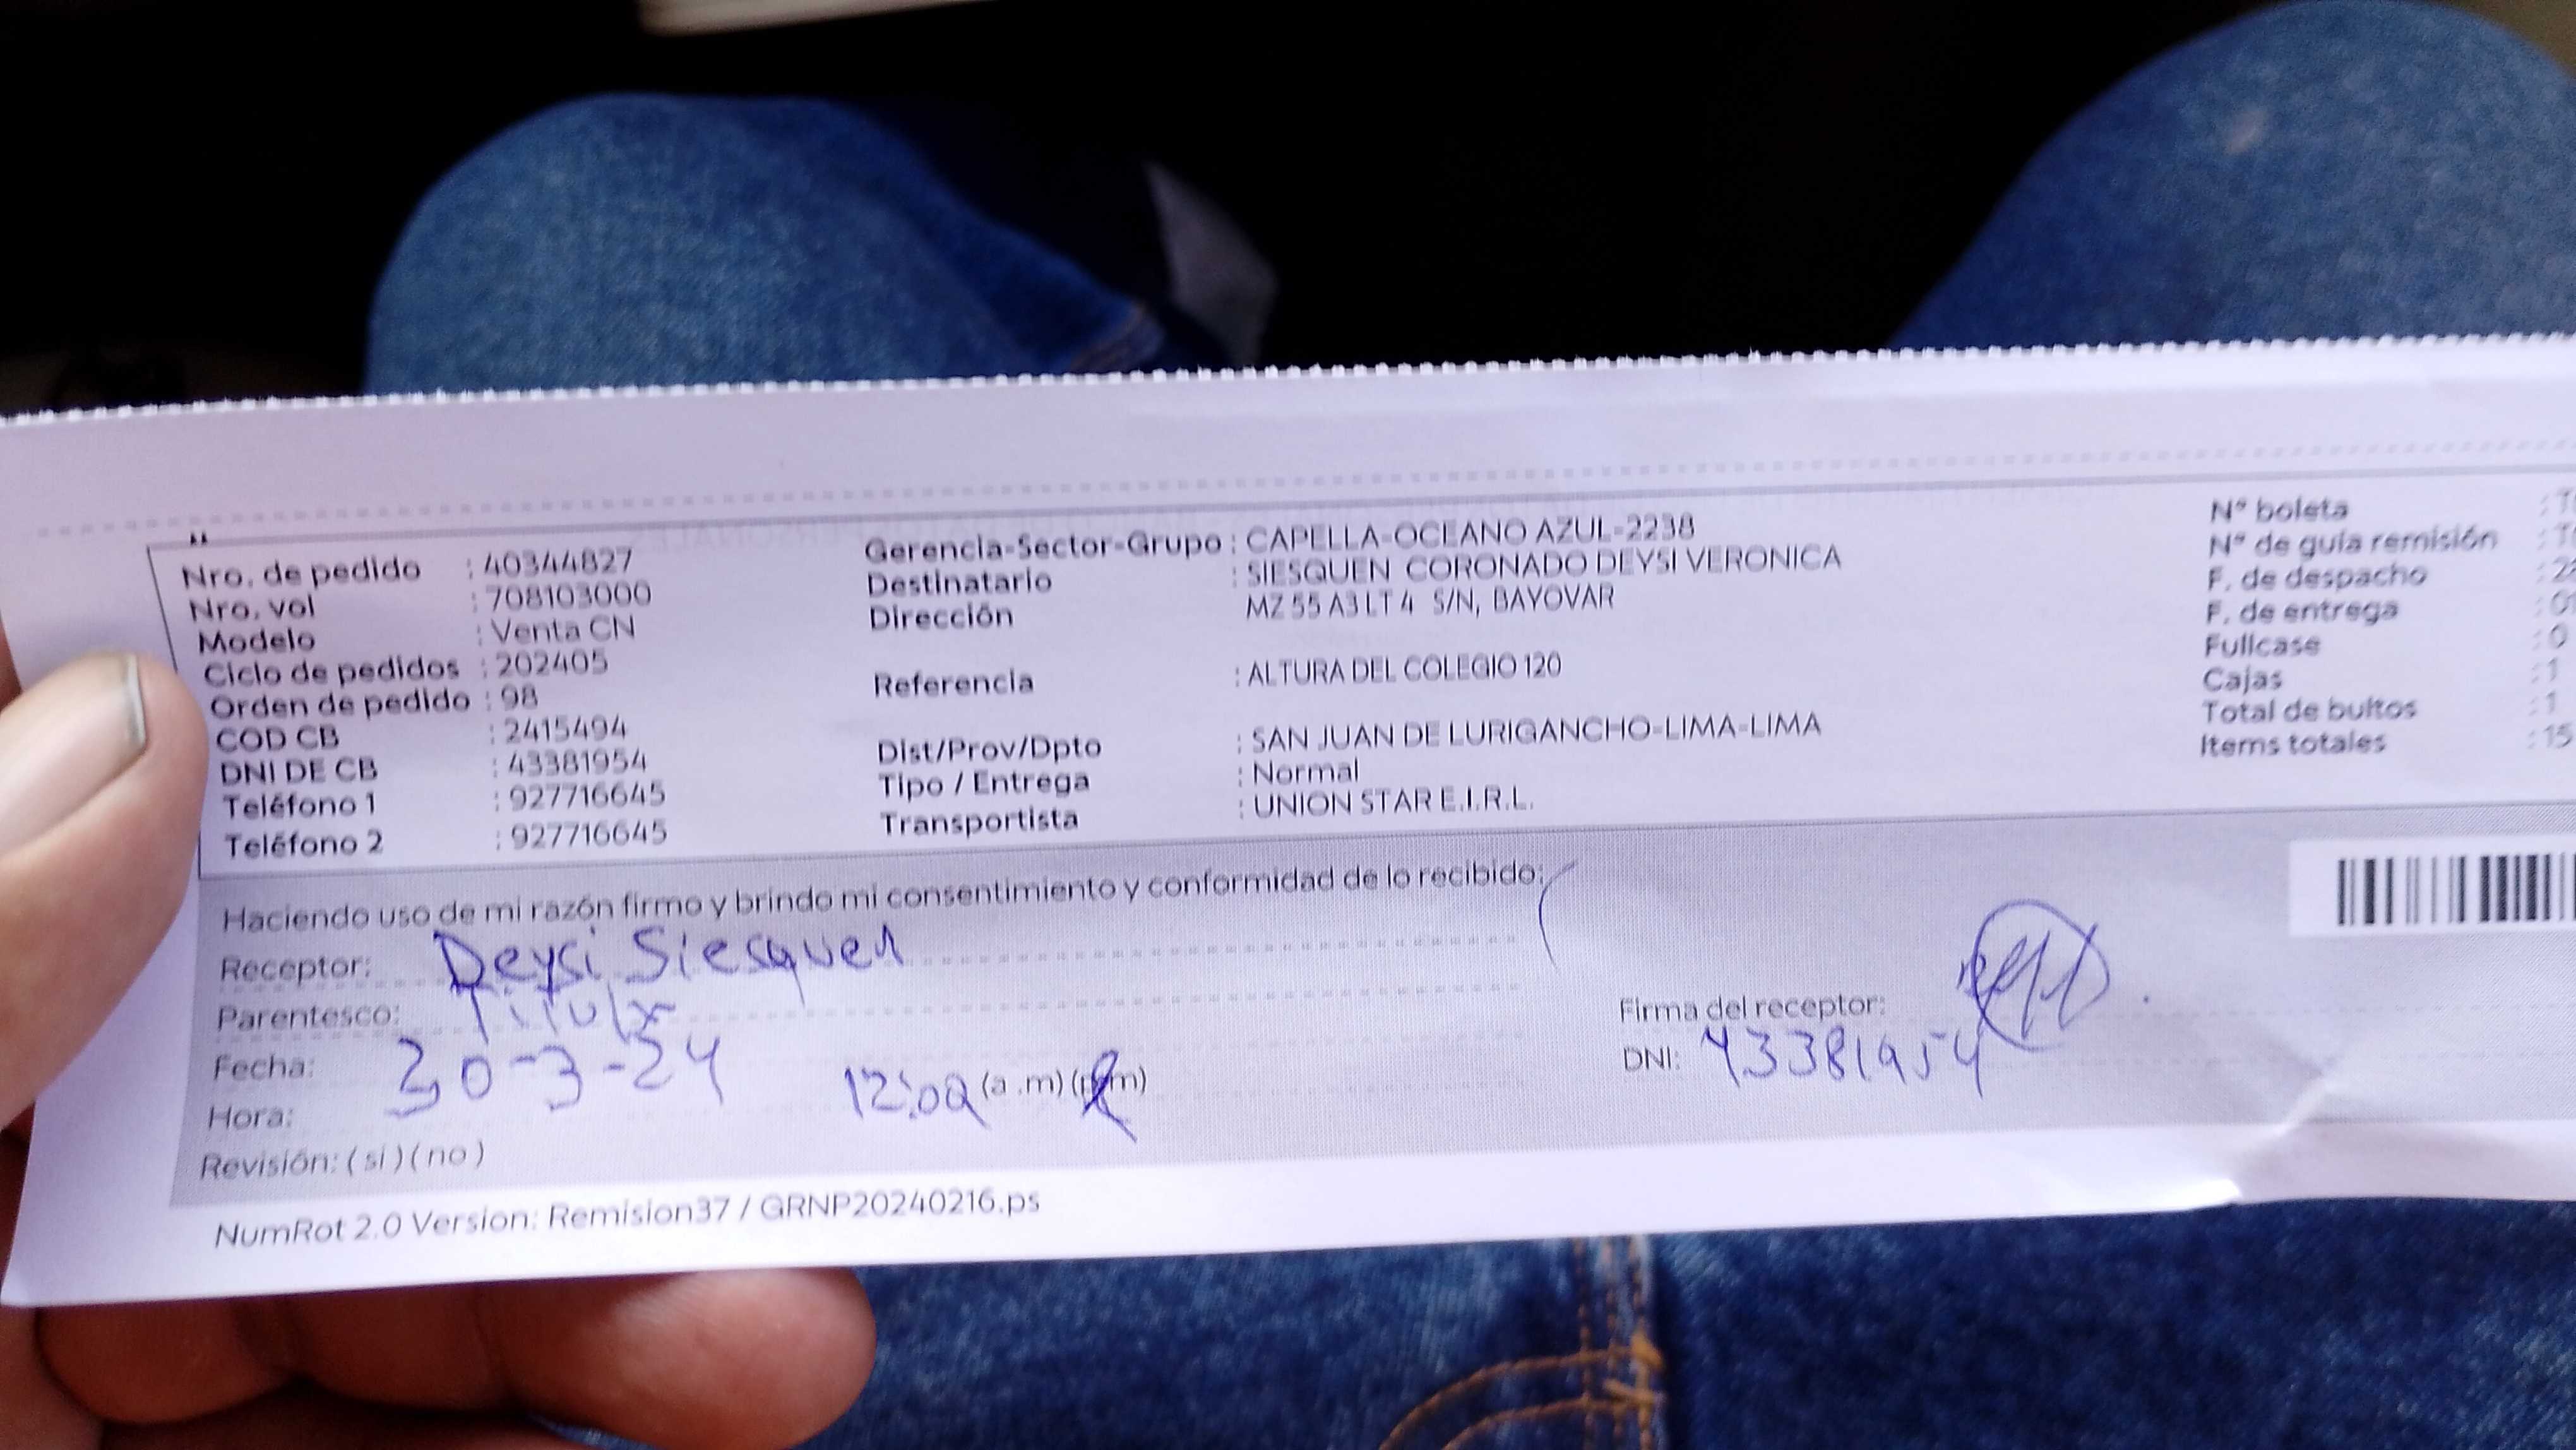 Nro. de pedido : 40344827
Nro. vol : 708103000
Modelo : Venta CN
Ciclo de pedidos : 202405
Orden de pedido : 98
COD CB : 2415494
DNI DE CB : 43381954
Teléfono 1 : 927716645
Teléfono 2 : 927716645
Gerencia-Sector-Grupo : CAPELLA-OCEANO AZUL-2238
Destinatario : SIESQUEN CORONADO DEYSI VERONICA
Dirección MZ 55 A3 LT 4 S/N, BAYOVAR
Referencia : ALTURA DEL COLEGIO 120
Dist/Prov/Dpto : SAN JUAN DE LURIGANCHO-LIMA-LIMA
Tipo / Entrega : Normal
Transportista : UNION STAR E.I.R.L.
N° boleta :
N° de guía remisión :
F. de despacho :
F. de entrega :
Fullcase : 0
Cajas : 1
Total de bultos : 1
Items totales : 15
Haciendo uso de mi razón firmo y brindo mi consentimiento y conformidad de lo recibido:
Receptor: Deysi Siesquen
Parentesco: Titular
Fecha: 30-3-24
Hora: 12:00 (a .m) (p.m)
Revisión: ( si ) ( no )
Firma del receptor:
DNI: 43381954
NumRot 2.0 Version: Remision37 / GRNP20240216.ps